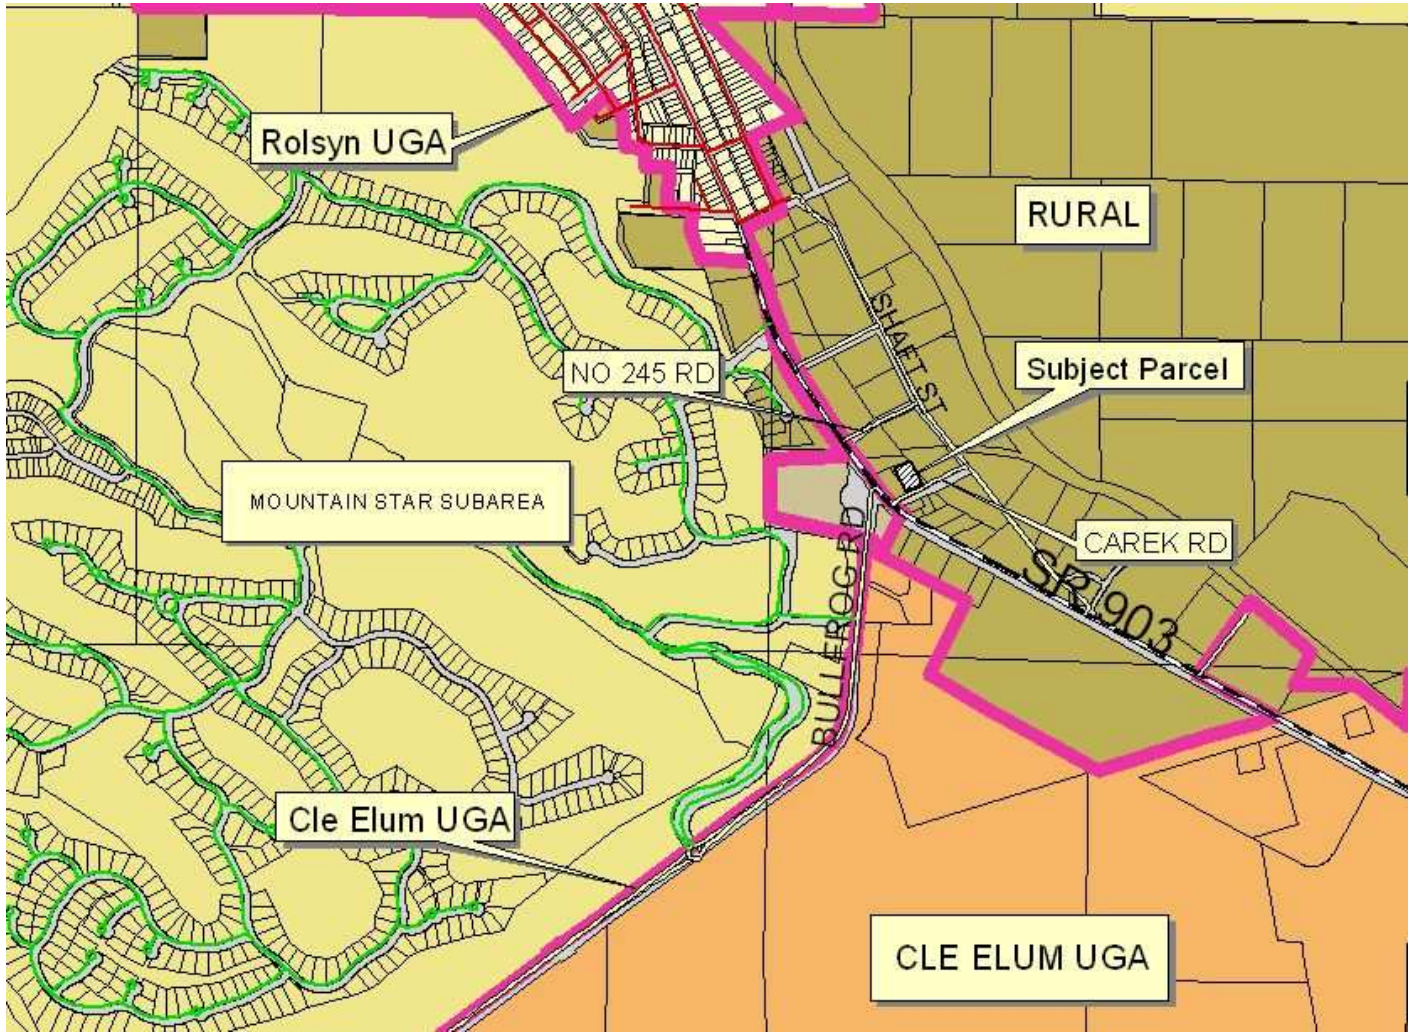 Rolsyn UGA
RURAL
SHAFT ST
NO 245 RD
Subject Parcel
MOUNTAIN STAR SUBAREA
CAREK RD
SR 903
BULLFROG RD
Cle Elum UGA
CLE ELUM UGA